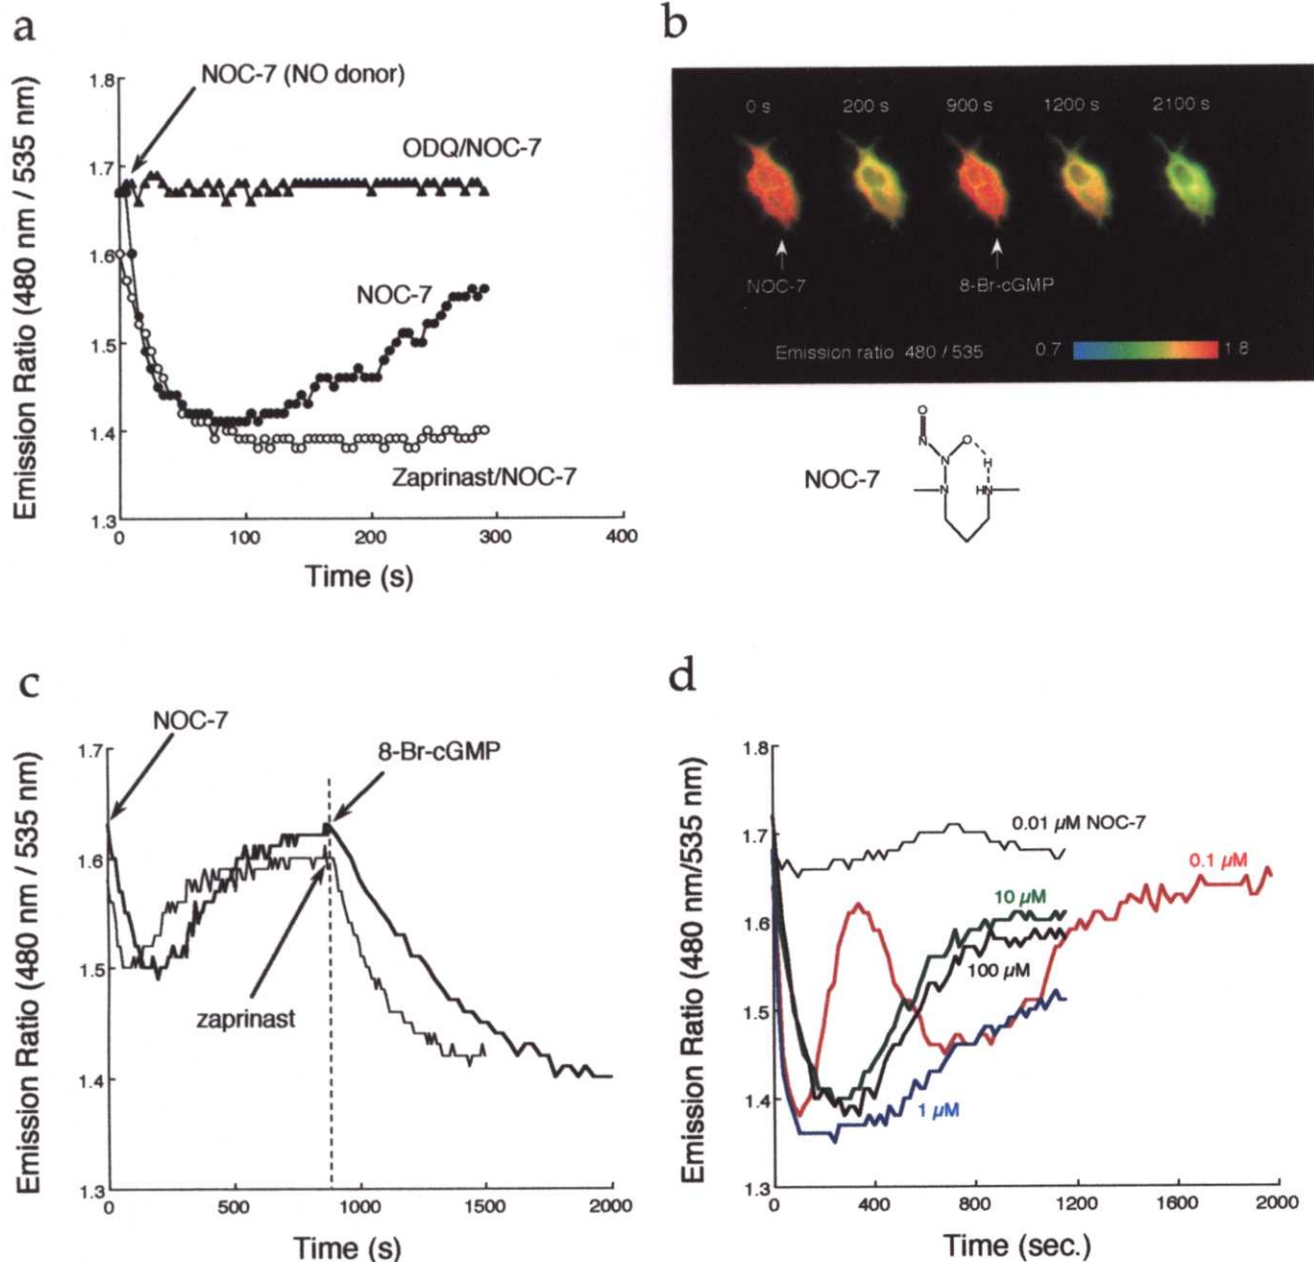 a
NOC-7 (NO donor)
ODQ/NOC-7
NOC-7
Zaprinast/NOC-7
Emission Ratio (480 nm / 535 nm)
1.8
1.7
1.6
1.5
1.4
1.3
0 100 200 300 400
Time (s)
b
0 s 200 s 900 s 1200 s 2100 s
NOC-7 8-Br-cGMP
Emission ratio 480 / 535 0.7 1.8
NOC-7
O
N O
N H
N HN
c
NOC-7
8-Br-cGMP
zaprinast
Emission Ratio (480 nm / 535 nm)
1.7
1.6
1.5
1.4
1.3
0 500 1000 1500 2000
Time (s)
d
0.01 µM NOC-7
0.1 µM
10 µM
100 µM
1 µM
Emission Ratio (480 nm/535 nm)
1.8
1.7
1.6
1.5
1.4
1.3
0 400 800 1200 1600 2000
Time (sec.)